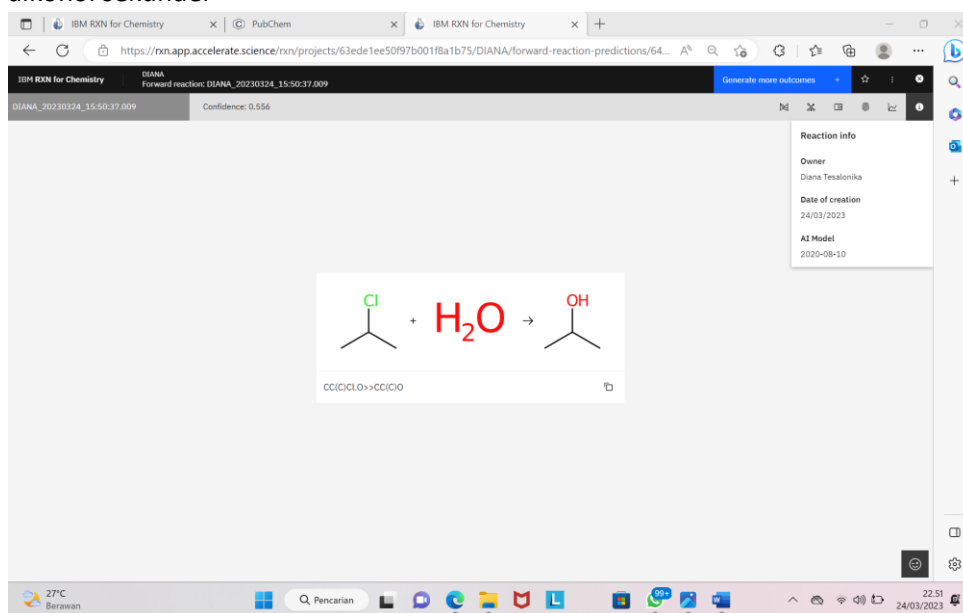 IBM RXN for Chemistry
PubChem
IBM RXN for Chemistry
https://rxn.app.accelerate.science/rxn/projects/63ede1ee50f97b001f8a1b75/DIANA/forward-reaction-predictions/64...
IBM RXN for Chemistry
DIANA
Forward reaction: DIANA_20230324_15:50:37.009
Generate more outcomes +
DIANA_20230324_15:50:37.009
Confidence: 0.556
Reaction info
Owner
Diana Tesalonika
Date of creation
24/03/2023
AI Model
2020-08-10
Cl + H₂O → OH
CC(C)Cl.O>>CC(C)O
27°C
Berawan
Pencarian
99+
22.51
24/03/2023